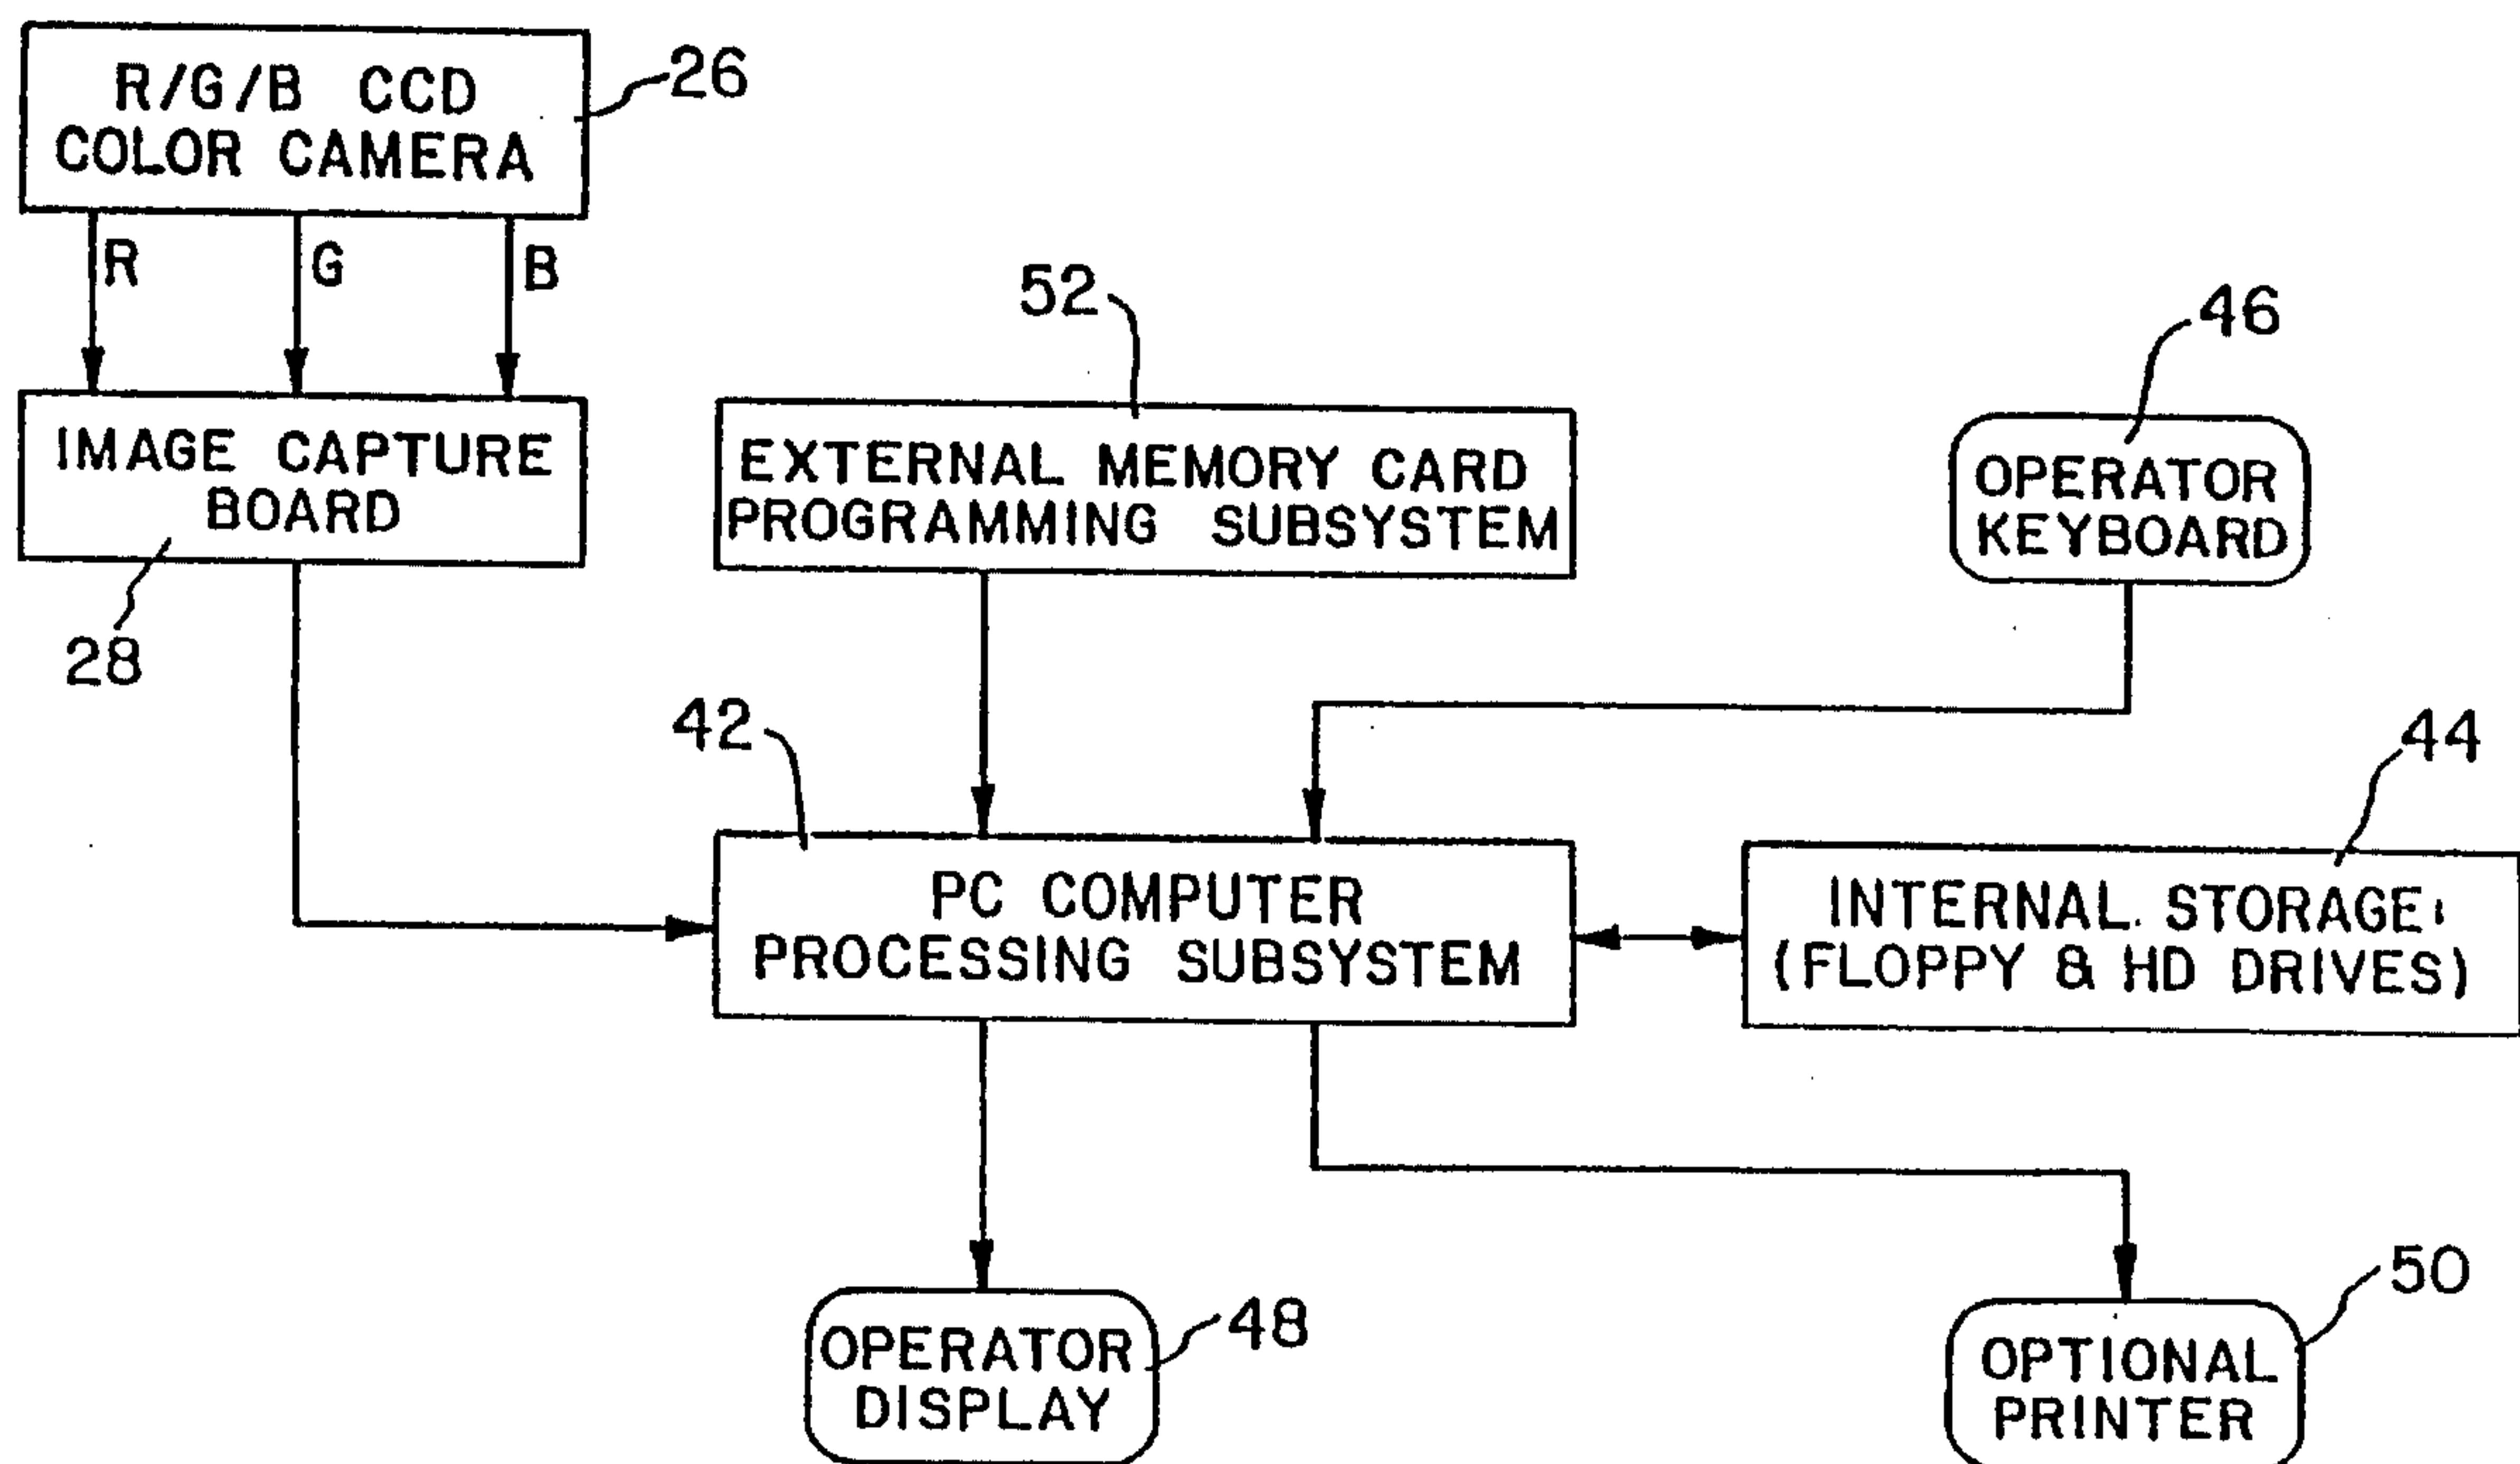 R/G/B CCD
COLOR CAMERA
26
R
G
B
IMAGE CAPTURE
BOARD
28
52
EXTERNAL MEMORY CARD
PROGRAMMING SUBSYSTEM
46
OPERATOR
KEYBOARD
42
PC COMPUTER
PROCESSING SUBSYSTEM
44
INTERNAL STORAGE
(FLOPPY & HD DRIVES)
OPERATOR
DISPLAY
48
50
OPTIONAL
PRINTER